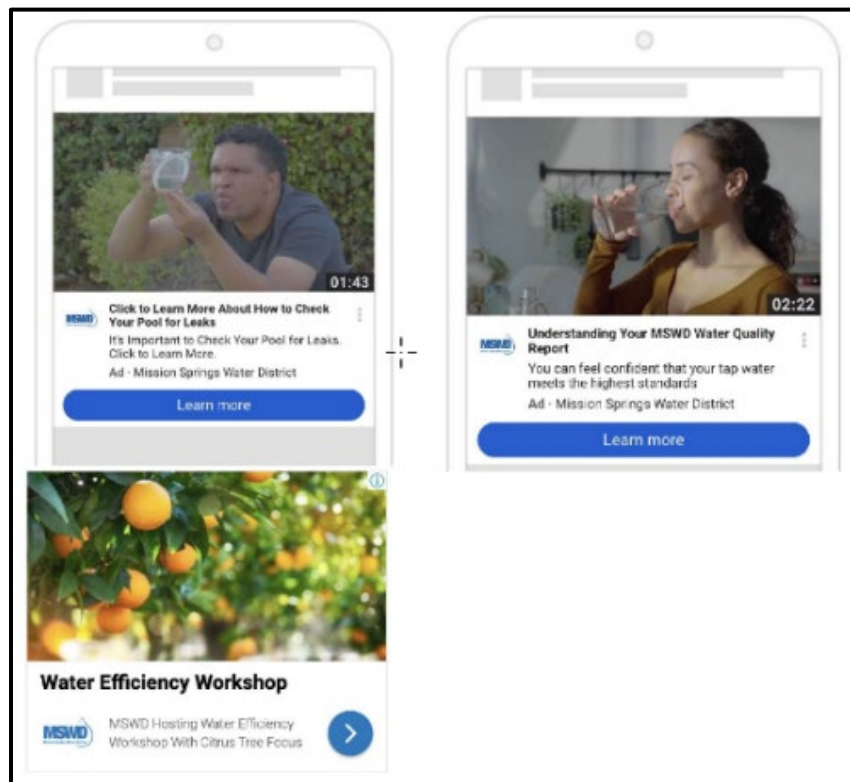 01:43
MSWD
Click to Learn More About How to Check
Your Pool for Leaks
It's Important to Check Your Pool for Leaks.
Click to Learn More.
Ad · Mission Springs Water District
Learn more
02:22
MSWD
Understanding Your MSWD Water Quality
Report
You can feel confident that your tap water
meets the highest standards
Ad · Mission Springs Water District
Learn more
Water Efficiency Workshop
MSWD
MSWD Hosting Water Efficiency
Workshop With Citrus Tree Focus